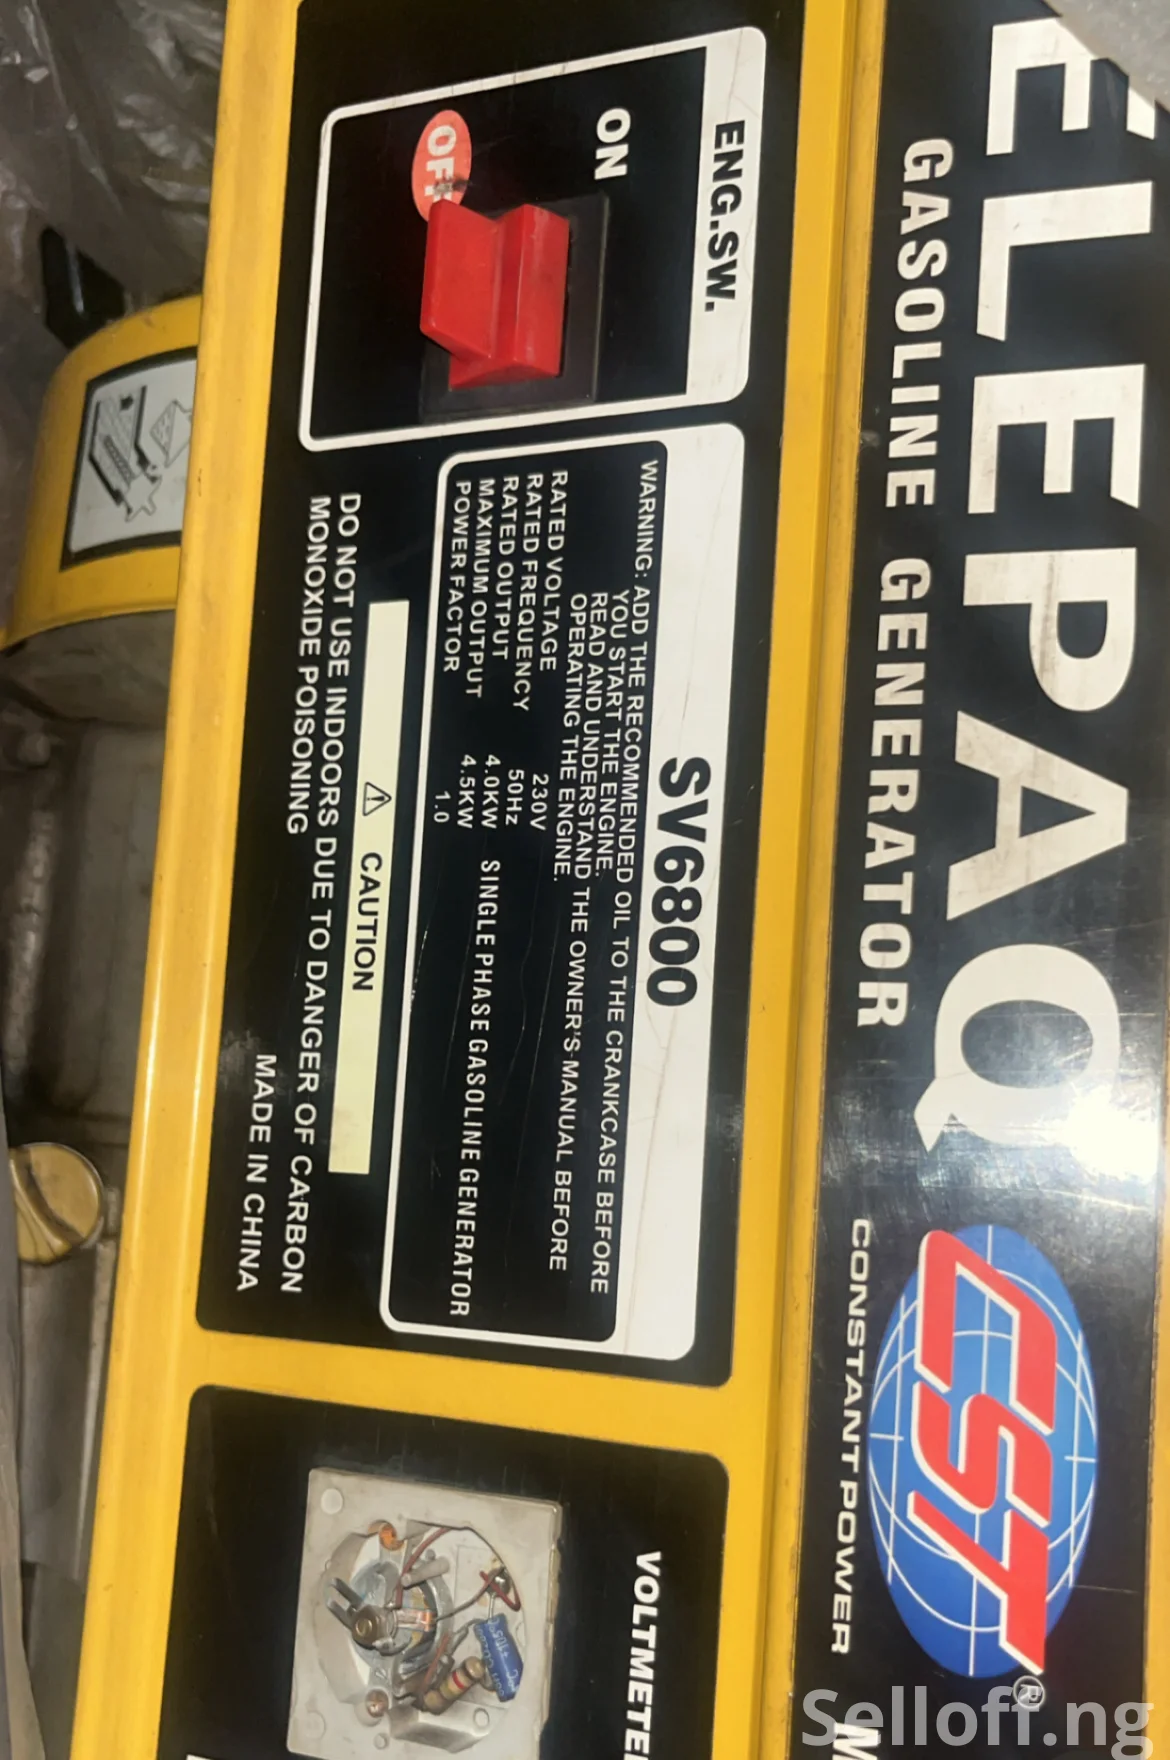 ELEPAQ
GASOLINE GENERATOR
CST®
CONSTANT POWER
ENG.SW.
ON
OFF
SV6800
WARNING: ADD THE RECOMMENDED OIL TO THE CRANKCASE BEFORE
YOU START THE ENGINE.
READ AND UNDERSTAND THE OWNER'S MANUAL BEFORE
OPERATING THE ENGINE.
RATED VOLTAGE 230V
RATED FREQUENCY 50Hz
RATED OUTPUT 4.0KW
MAXIMUM OUTPUT 4.5KW
POWER FACTOR 1.0
SINGLE PHASE GASOLINE GENERATOR
⚠ CAUTION
DO NOT USE INDOORS DUE TO DANGER OF CARBON
MONOXIDE POISONING
MADE IN CHINA
VOLTMETER
Selloff.ng